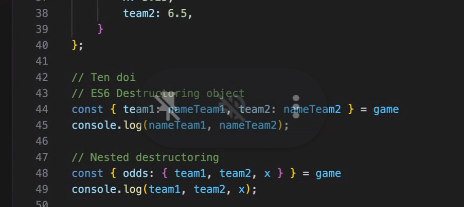 38 team2: 6.5,
39 }
40 };
41
42 // Ten doi
43 // ES6 Destructoring object
44 const { team1: nameTeam1, team2: nameTeam2 } = game
45 console.log(nameTeam1, nameTeam2);
46
47 // Nested destructoring
48 const { odds: { team1, team2, x } } = game
49 console.log(team1, team2, x);
50